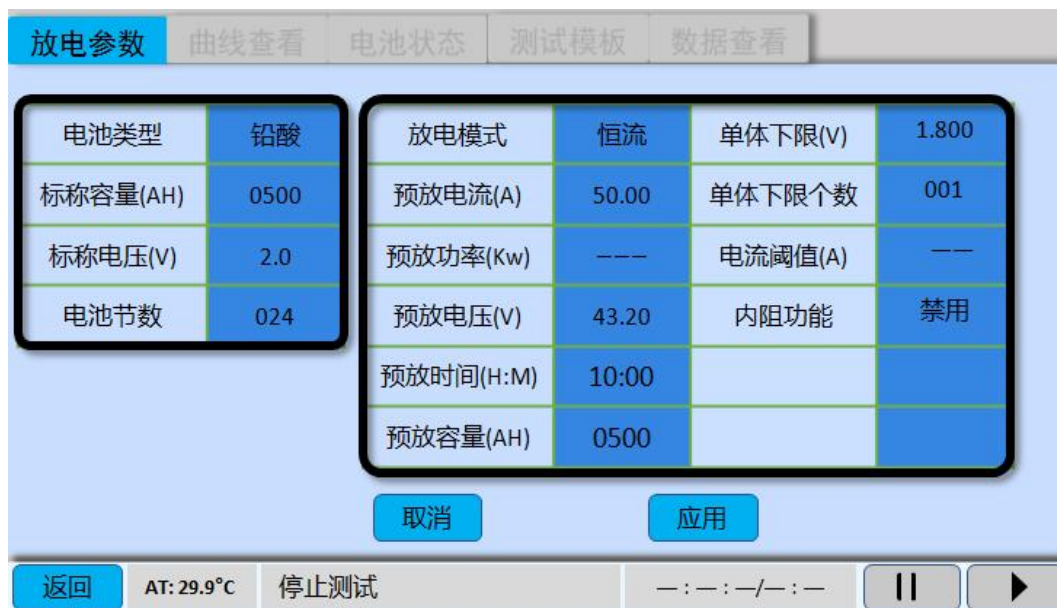 放电参数 曲线查看 电池状态 测试模板 数据查看
电池类型 铅酸 放电模式 恒流 单体下限(V) 1.800
标称容量(AH) 0500 预放电流(A) 50.00 单体下限个数 001
标称电压(V) 2.0 预放功率(Kw) --- 电流阈值(A) ——
电池节数 024 预放电压(V) 43.20 内阻功能 禁用
预放时间(H:M) 10:00
预放容量(AH) 0500
取消 应用
返回 AT: 29.9°C 停止测试 —:—:—/—:—